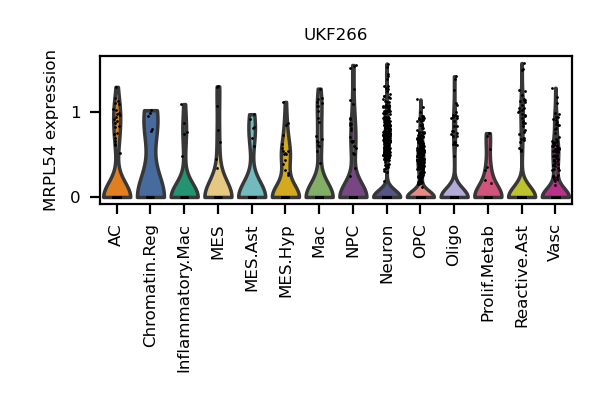 UKF266
MRPL54 expression
1
0
AC
Chromatin.Reg
Inflammatory.Mac
MES
MES.Ast
MES.Hyp
Mac
NPC
Neuron
OPC
Oligo
Prolif.Metab
Reactive.Ast
Vasc